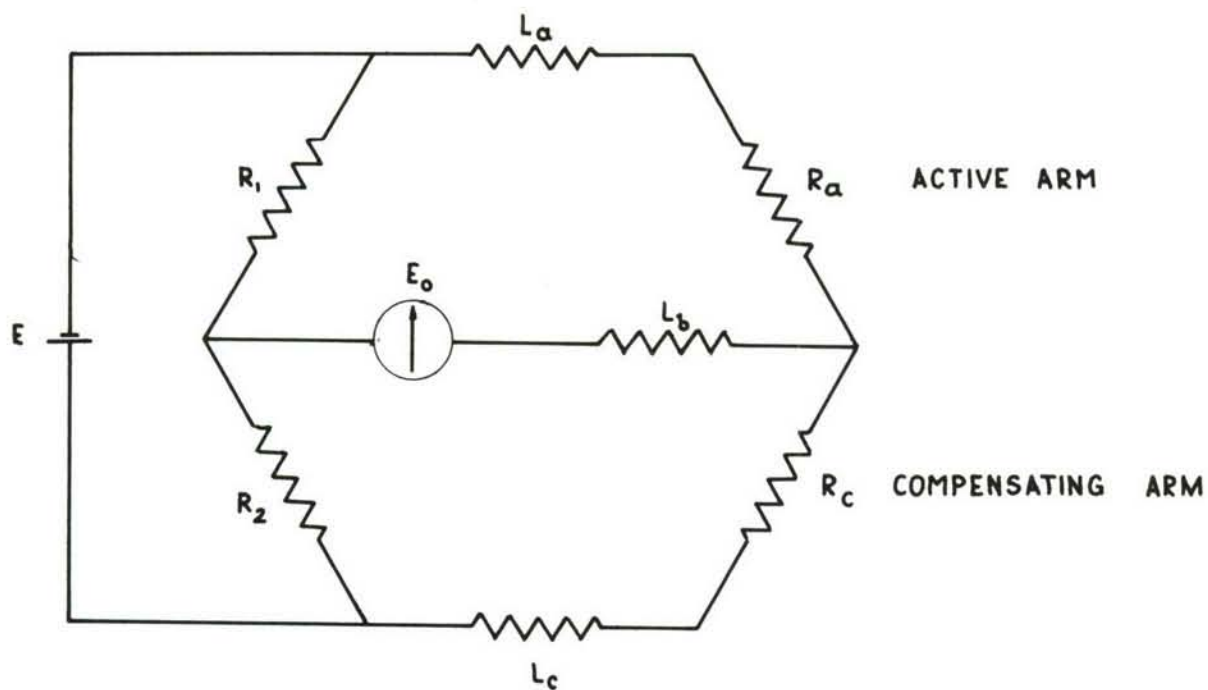 La
R1
Ra ACTIVE ARM
E0
E
Lb
R2
Rc COMPENSATING ARM
Lc